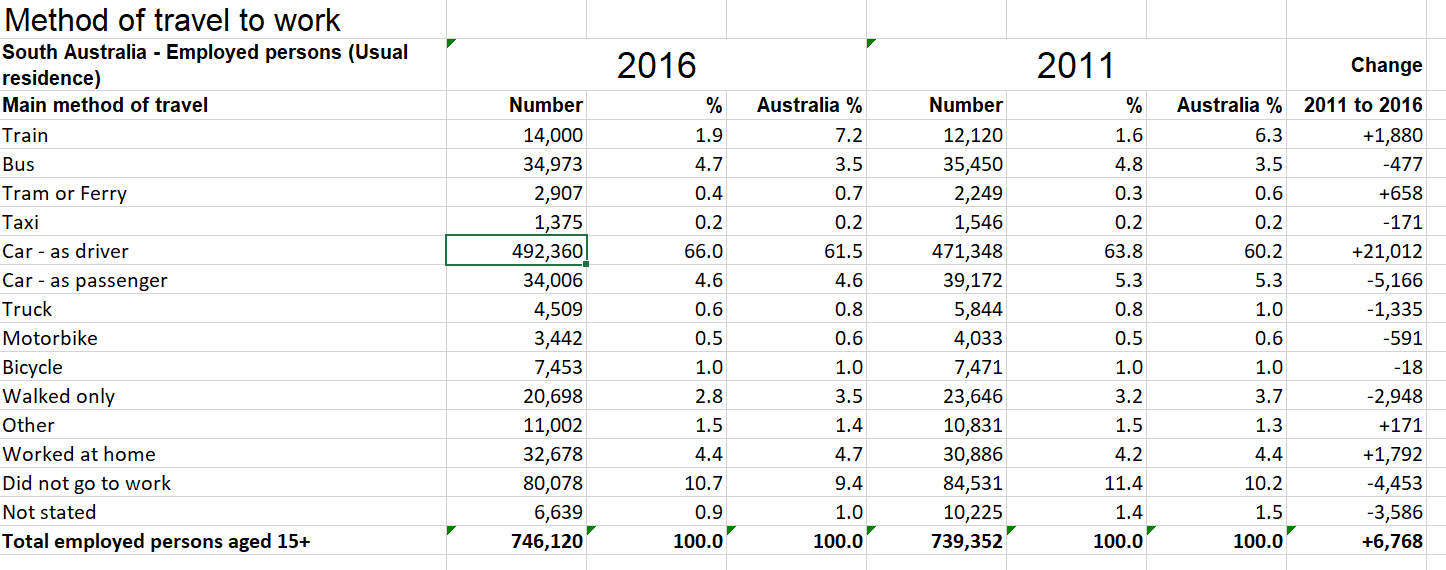 Method of travel to work
South Australia - Employed persons (Usual residence) 2016 2011 Change
Main method of travel Number % Australia % Number % Australia % 2011 to 2016
Train 14,000 1.9 7.2 12,120 1.6 6.3 +1,880
Bus 34,973 4.7 3.5 35,450 4.8 3.5 -477
Tram or Ferry 2,907 0.4 0.7 2,249 0.3 0.6 +658
Taxi 1,375 0.2 0.2 1,546 0.2 0.2 -171
Car - as driver 492,360 66.0 61.5 471,348 63.8 60.2 +21,012
Car - as passenger 34,006 4.6 4.6 39,172 5.3 5.3 -5,166
Truck 4,509 0.6 0.8 5,844 0.8 1.0 -1,335
Motorbike 3,442 0.5 0.6 4,033 0.5 0.6 -591
Bicycle 7,453 1.0 1.0 7,471 1.0 1.0 -18
Walked only 20,698 2.8 3.5 23,646 3.2 3.7 -2,948
Other 11,002 1.5 1.4 10,831 1.5 1.3 +171
Worked at home 32,678 4.4 4.7 30,886 4.2 4.4 +1,792
Did not go to work 80,078 10.7 9.4 84,531 11.4 10.2 -4,453
Not stated 6,639 0.9 1.0 10,225 1.4 1.5 -3,586
Total employed persons aged 15+ 746,120 100.0 100.0 739,352 100.0 100.0 +6,768